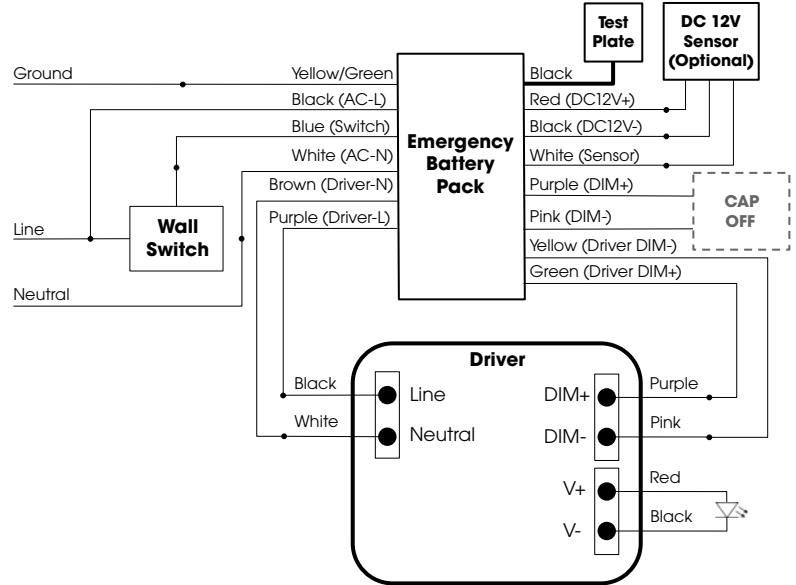 Test
Plate
DC 12V
Sensor
(Optional)
Ground
Yellow/Green
Black
Black (AC-L)
Red (DC12V+)
Blue (Switch)
Black (DC12V-)
White (AC-N)
White (Sensor)
Emergency
Battery
Pack
Brown (Driver-N)
Purple (DIM+)
Purple (Driver-L)
Pink (DIM-)
CAP
OFF
Line
Wall
Switch
Yellow (Driver DIM-)
Green (Driver DIM+)
Neutral
Driver
Black
Line
DIM+
Purple
White
Neutral
DIM-
Pink
V+
Red
V-
Black